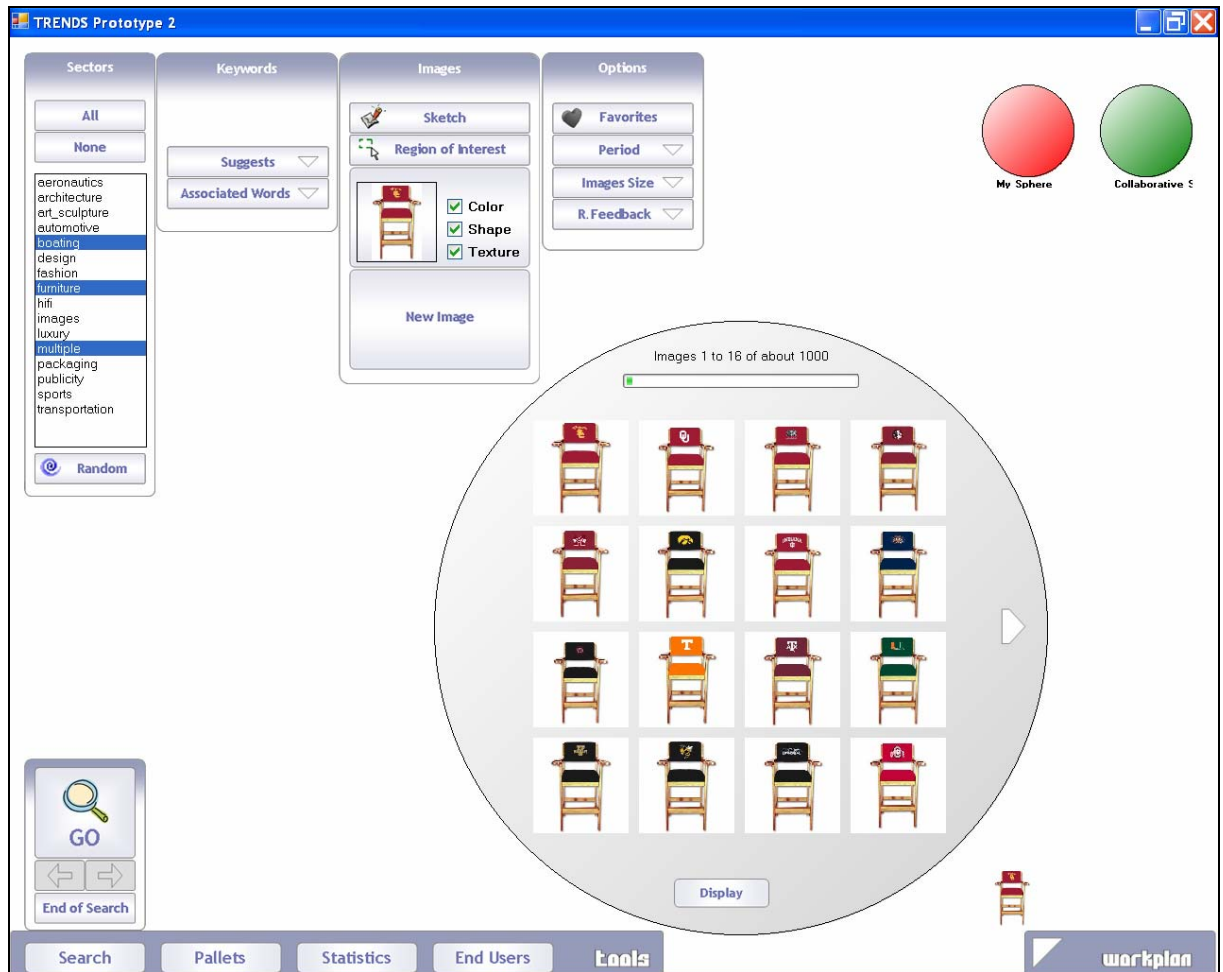 TRENDS Prototype 2
Sectors
All
None
aeronautics
architecture
art_sculpture
automotive
boating
design
fashion
furniture
hifi
images
luxury
multiple
packaging
publicity
sports
transportation
Random
Keywords
Suggests
Associated Words
Images
Sketch
Region of Interest
Color
Shape
Texture
New Image
Options
Favorites
Period
Images Size
R. Feedback
My Sphere
Collaborative S
Images 1 to 16 of about 1000
OU
INDIANA
T
Display
GO
End of Search
Search
Pallets
Statistics
End Users
tools
workplan